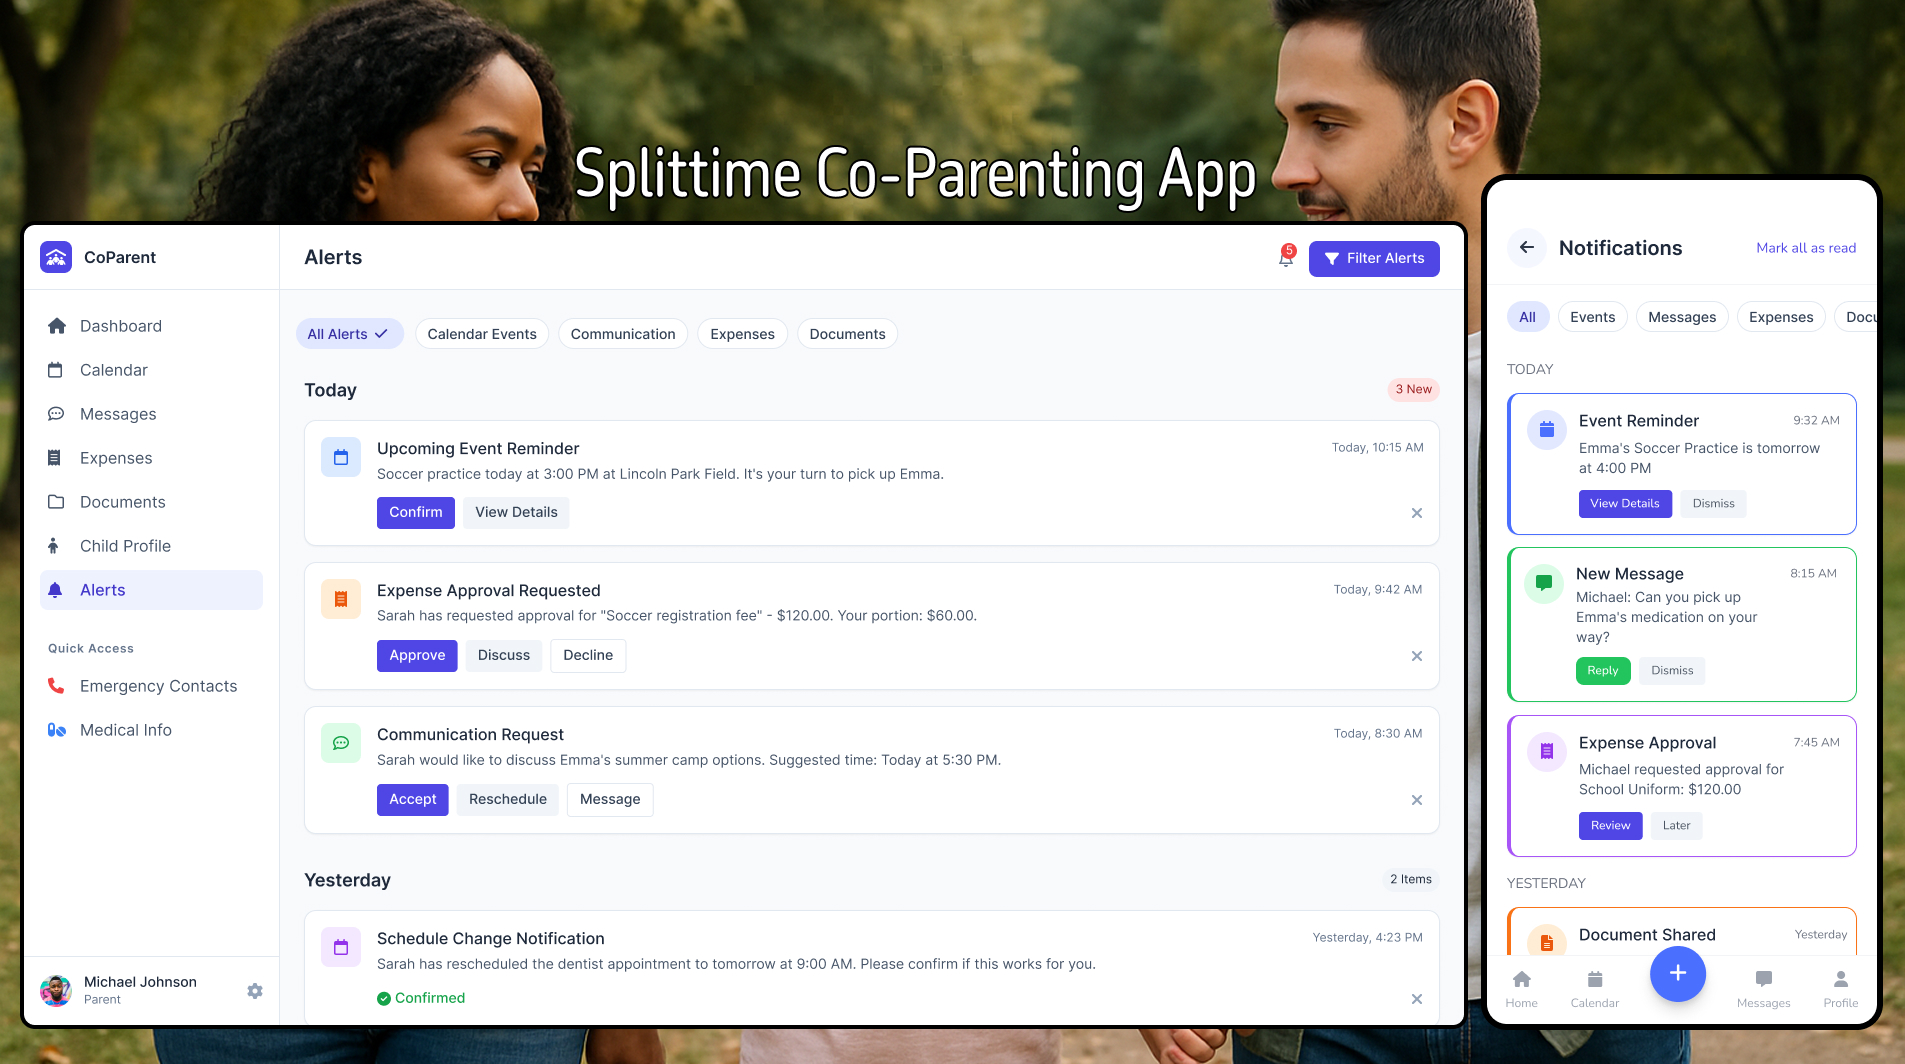 Splittime Co-Parenting App
CoParent
Dashboard
Calendar
Messages
Expenses
Documents
Child Profile
Alerts
Quick Access
Emergency Contacts
Medical Info
Michael Johnson
Parent
Alerts
5
Filter Alerts
All Alerts
Calendar Events
Communication
Expenses
Documents
Today
3 New
Upcoming Event Reminder
Today, 10:15 AM
Soccer practice today at 3:00 PM at Lincoln Park Field. It's your turn to pick up Emma.
Confirm
View Details
Expense Approval Requested
Today, 9:42 AM
Sarah has requested approval for "Soccer registration fee" - $120.00. Your portion: $60.00.
Approve
Discuss
Decline
Communication Request
Today, 8:30 AM
Sarah would like to discuss Emma's summer camp options. Suggested time: Today at 5:30 PM.
Accept
Reschedule
Message
Yesterday
2 Items
Schedule Change Notification
Yesterday, 4:23 PM
Sarah has rescheduled the dentist appointment to tomorrow at 9:00 AM. Please confirm if this works for you.
Confirmed
Notifications
Mark all as read
All
Events
Messages
Expenses
Docu
TODAY
Event Reminder
9:32 AM
Emma's Soccer Practice is tomorrow
at 4:00 PM
View Details
Dismiss
New Message
8:15 AM
Michael: Can you pick up
Emma's medication on your
way?
Reply
Dismiss
Expense Approval
7:45 AM
Michael requested approval for
School Uniform: $120.00
Review
Later
YESTERDAY
Document Shared
Yesterday
Home
Calendar
Messages
Profile